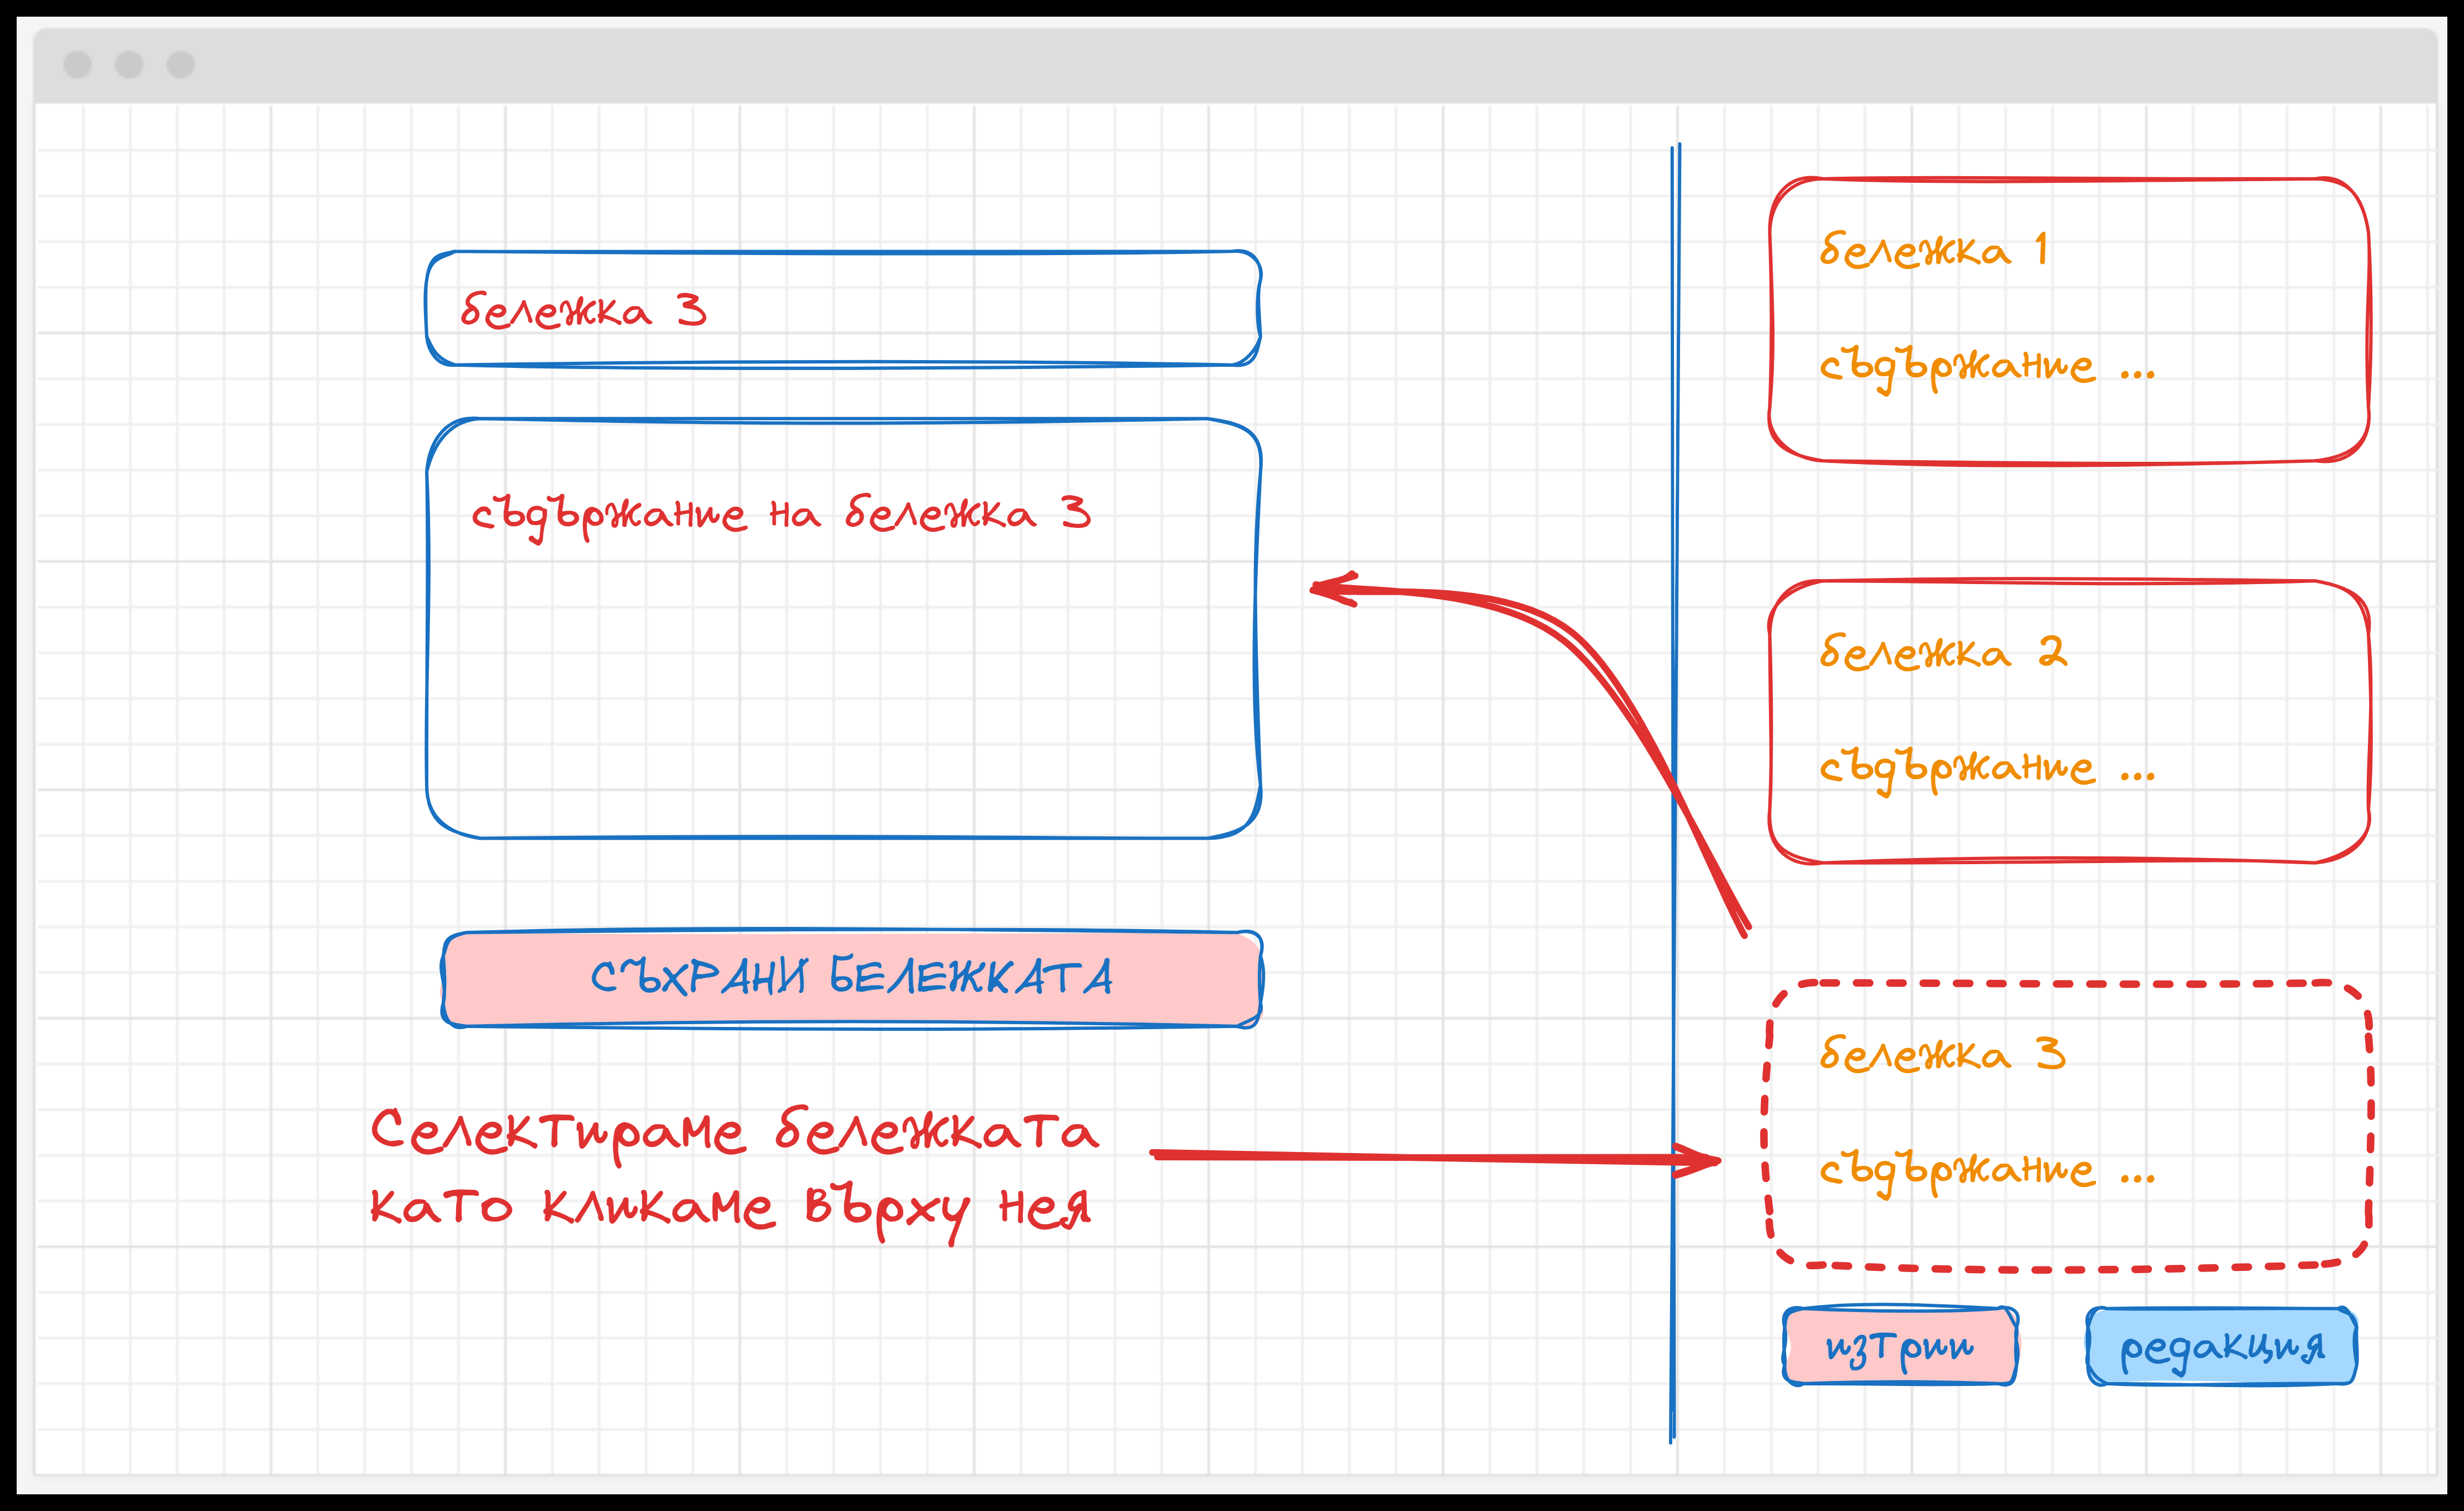 бележка 3
съдържание на бележка 3
СЪХРАНИ БЕЛЕЖКАТА
Селектираме бележката
като кликаме върху нея
бележка 1
съдържание ...
бележка 2
съдържание ...
бележка 3
съдържание ...
изтрии
редакция